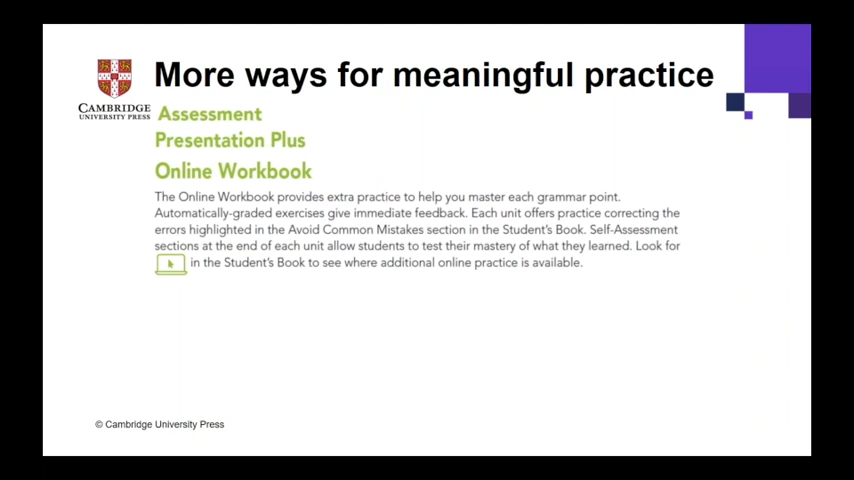 More ways for meaningful practice
CAMBRIDGE
UNIVERSITY PRESS
Assessment
Presentation Plus
Online Workbook
The Online Workbook provides extra practice to help you master each grammar point.
Automatically-graded exercises give immediate feedback. Each unit offers practice correcting the
errors highlighted in the Avoid Common Mistakes section in the Student's Book. Self-Assessment
sections at the end of each unit allow students to test their mastery of what they learned. Look for
in the Student's Book to see where additional online practice is available.
© Cambridge University Press